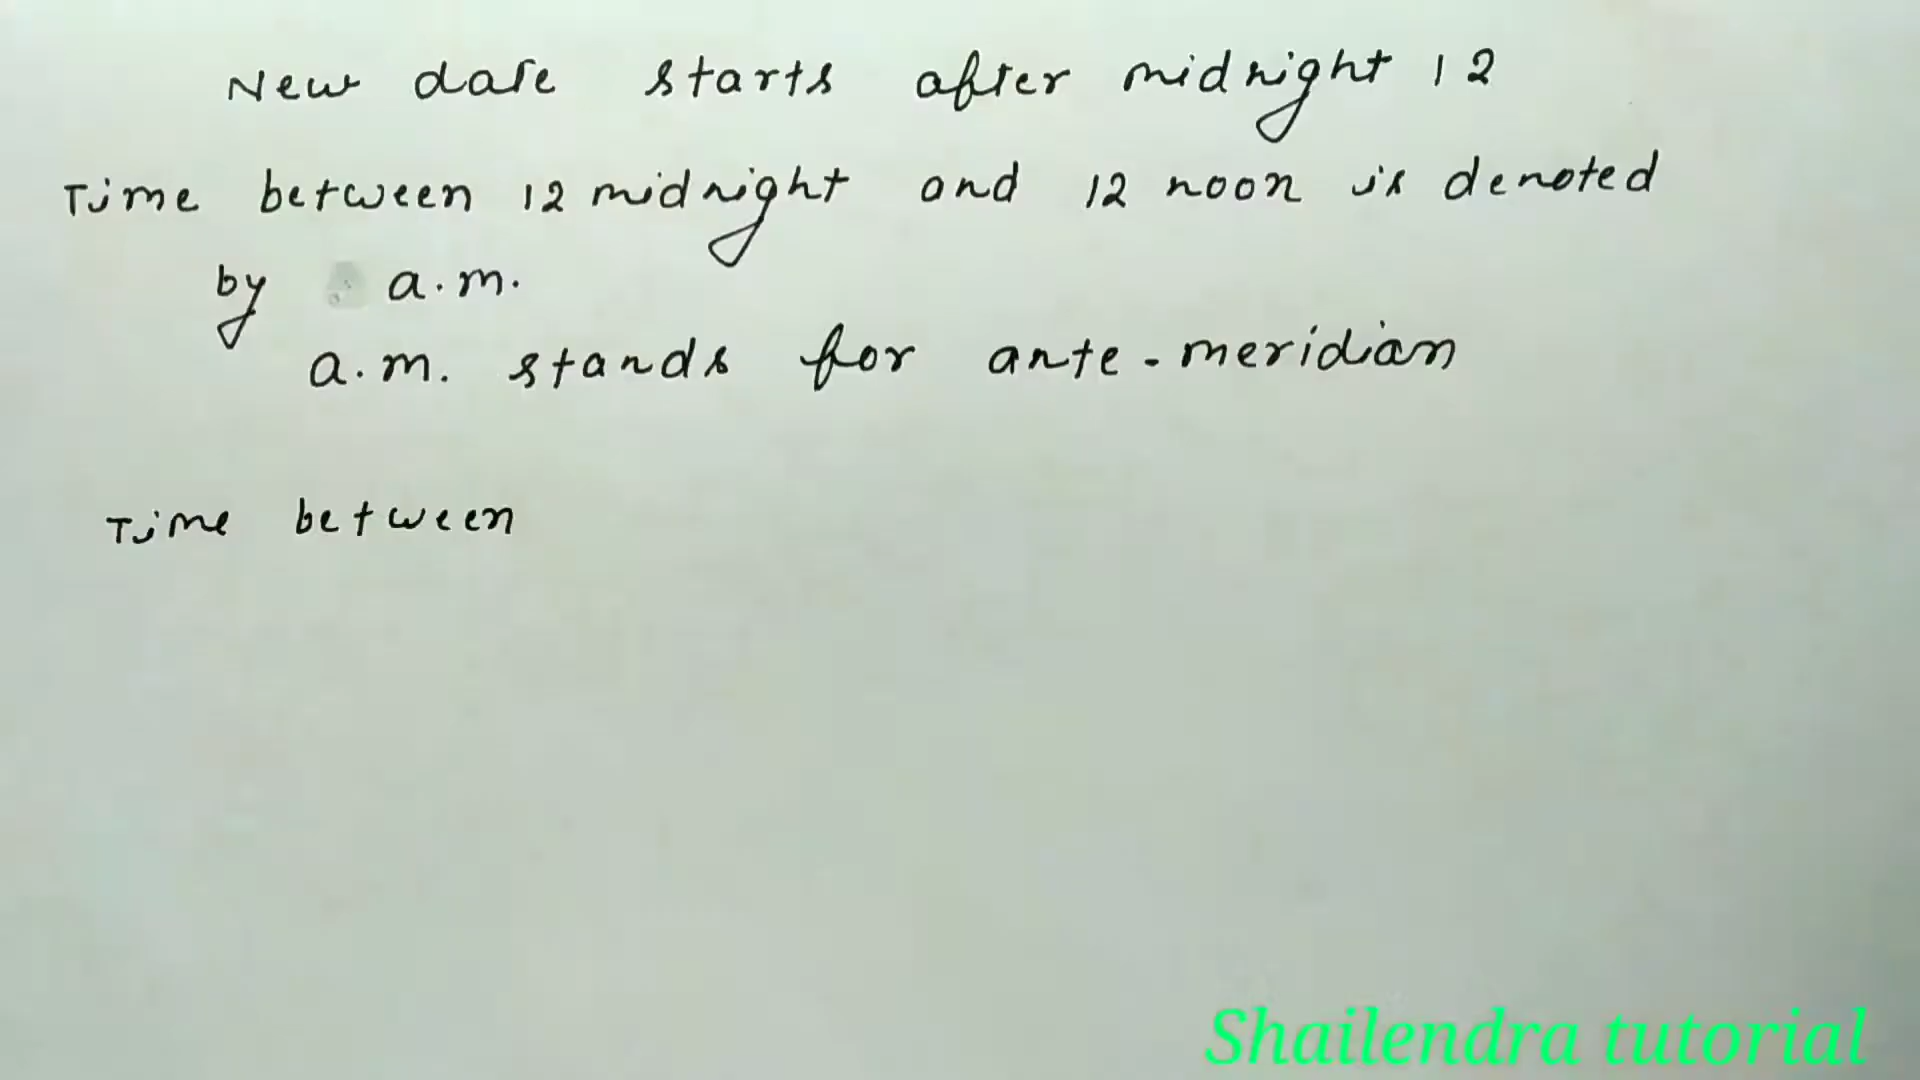 New date starts after midnight 12
Time between 12 midnight and 12 noon is denoted
by a.m.
a.m. stands for ante-meridian
Time between
Shailendra tutorial